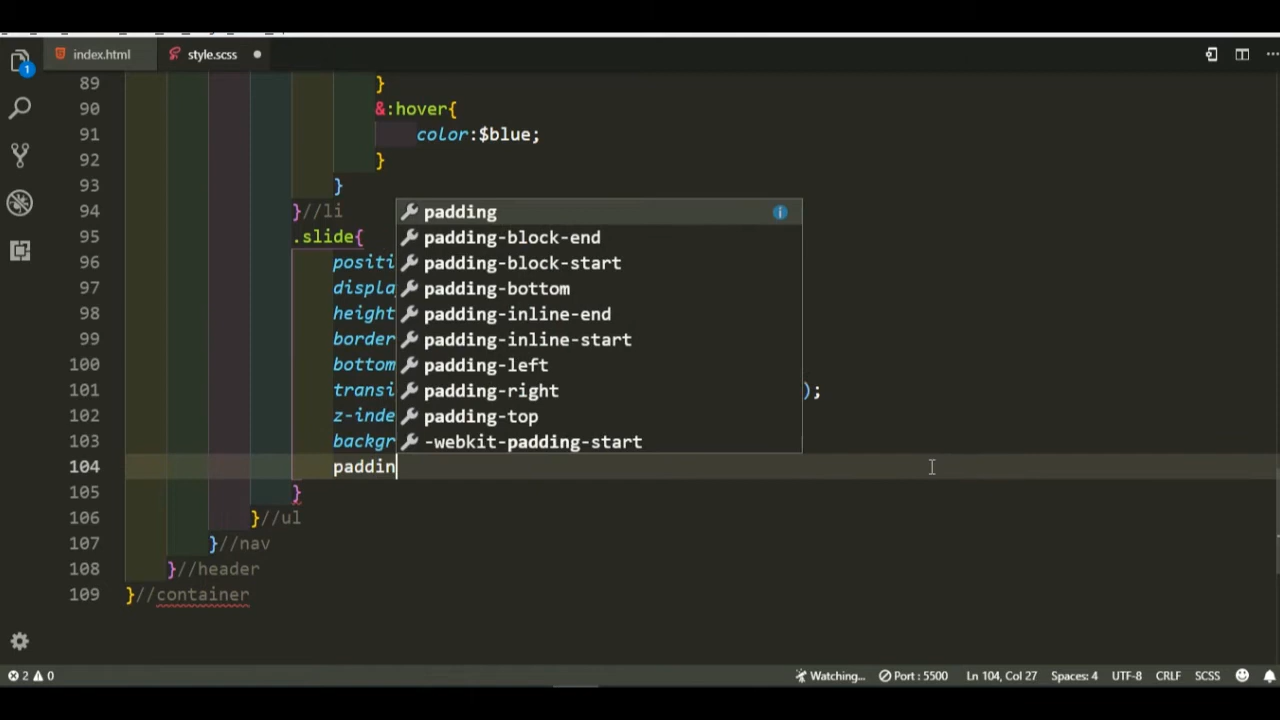 index.html style.scss
1
89 }
90 &:hover{
91 color:$blue;
92 }
93 }
94 }//li
95 .slide{
96 positi
97 displa
98 height
99 border
100 bottom
101 transi );
102 z-inde
103 backgr
104 paddin
105 }
106 }//ul
107 }//nav
108 }//header
109 }//container
padding
padding-block-end
padding-block-start
padding-bottom
padding-inline-end
padding-inline-start
padding-left
padding-right
padding-top
-webkit-padding-start
2 0 Watching... Port : 5500 Ln 104, Col 27 Spaces: 4 UTF-8 CRLF SCSS